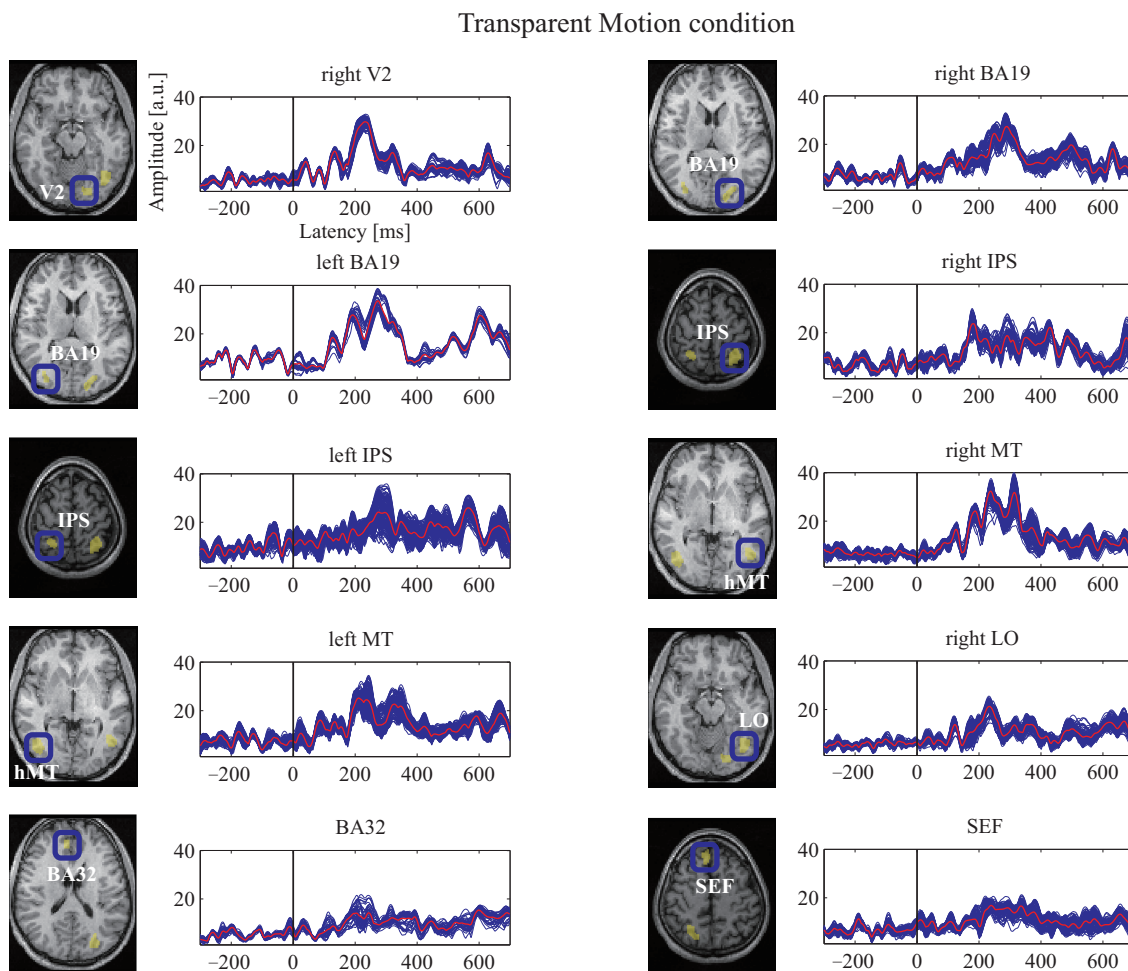 Transparent Motion condition
right V2
Amplitude [a.u.]
40
20
V2
−200 0 200 400 600
Latency [ms]
right BA19
40
20
BA19
−200 0 200 400 600
left BA19
40
20
BA19
−200 0 200 400 600
right IPS
40
20
IPS
−200 0 200 400 600
left IPS
40
20
IPS
−200 0 200 400 600
right MT
40
20
hMT
−200 0 200 400 600
left MT
40
20
hMT
−200 0 200 400 600
right LO
40
20
LO
−200 0 200 400 600
BA32
40
20
BA32
−200 0 200 400 600
SEF
40
20
SEF
−200 0 200 400 600